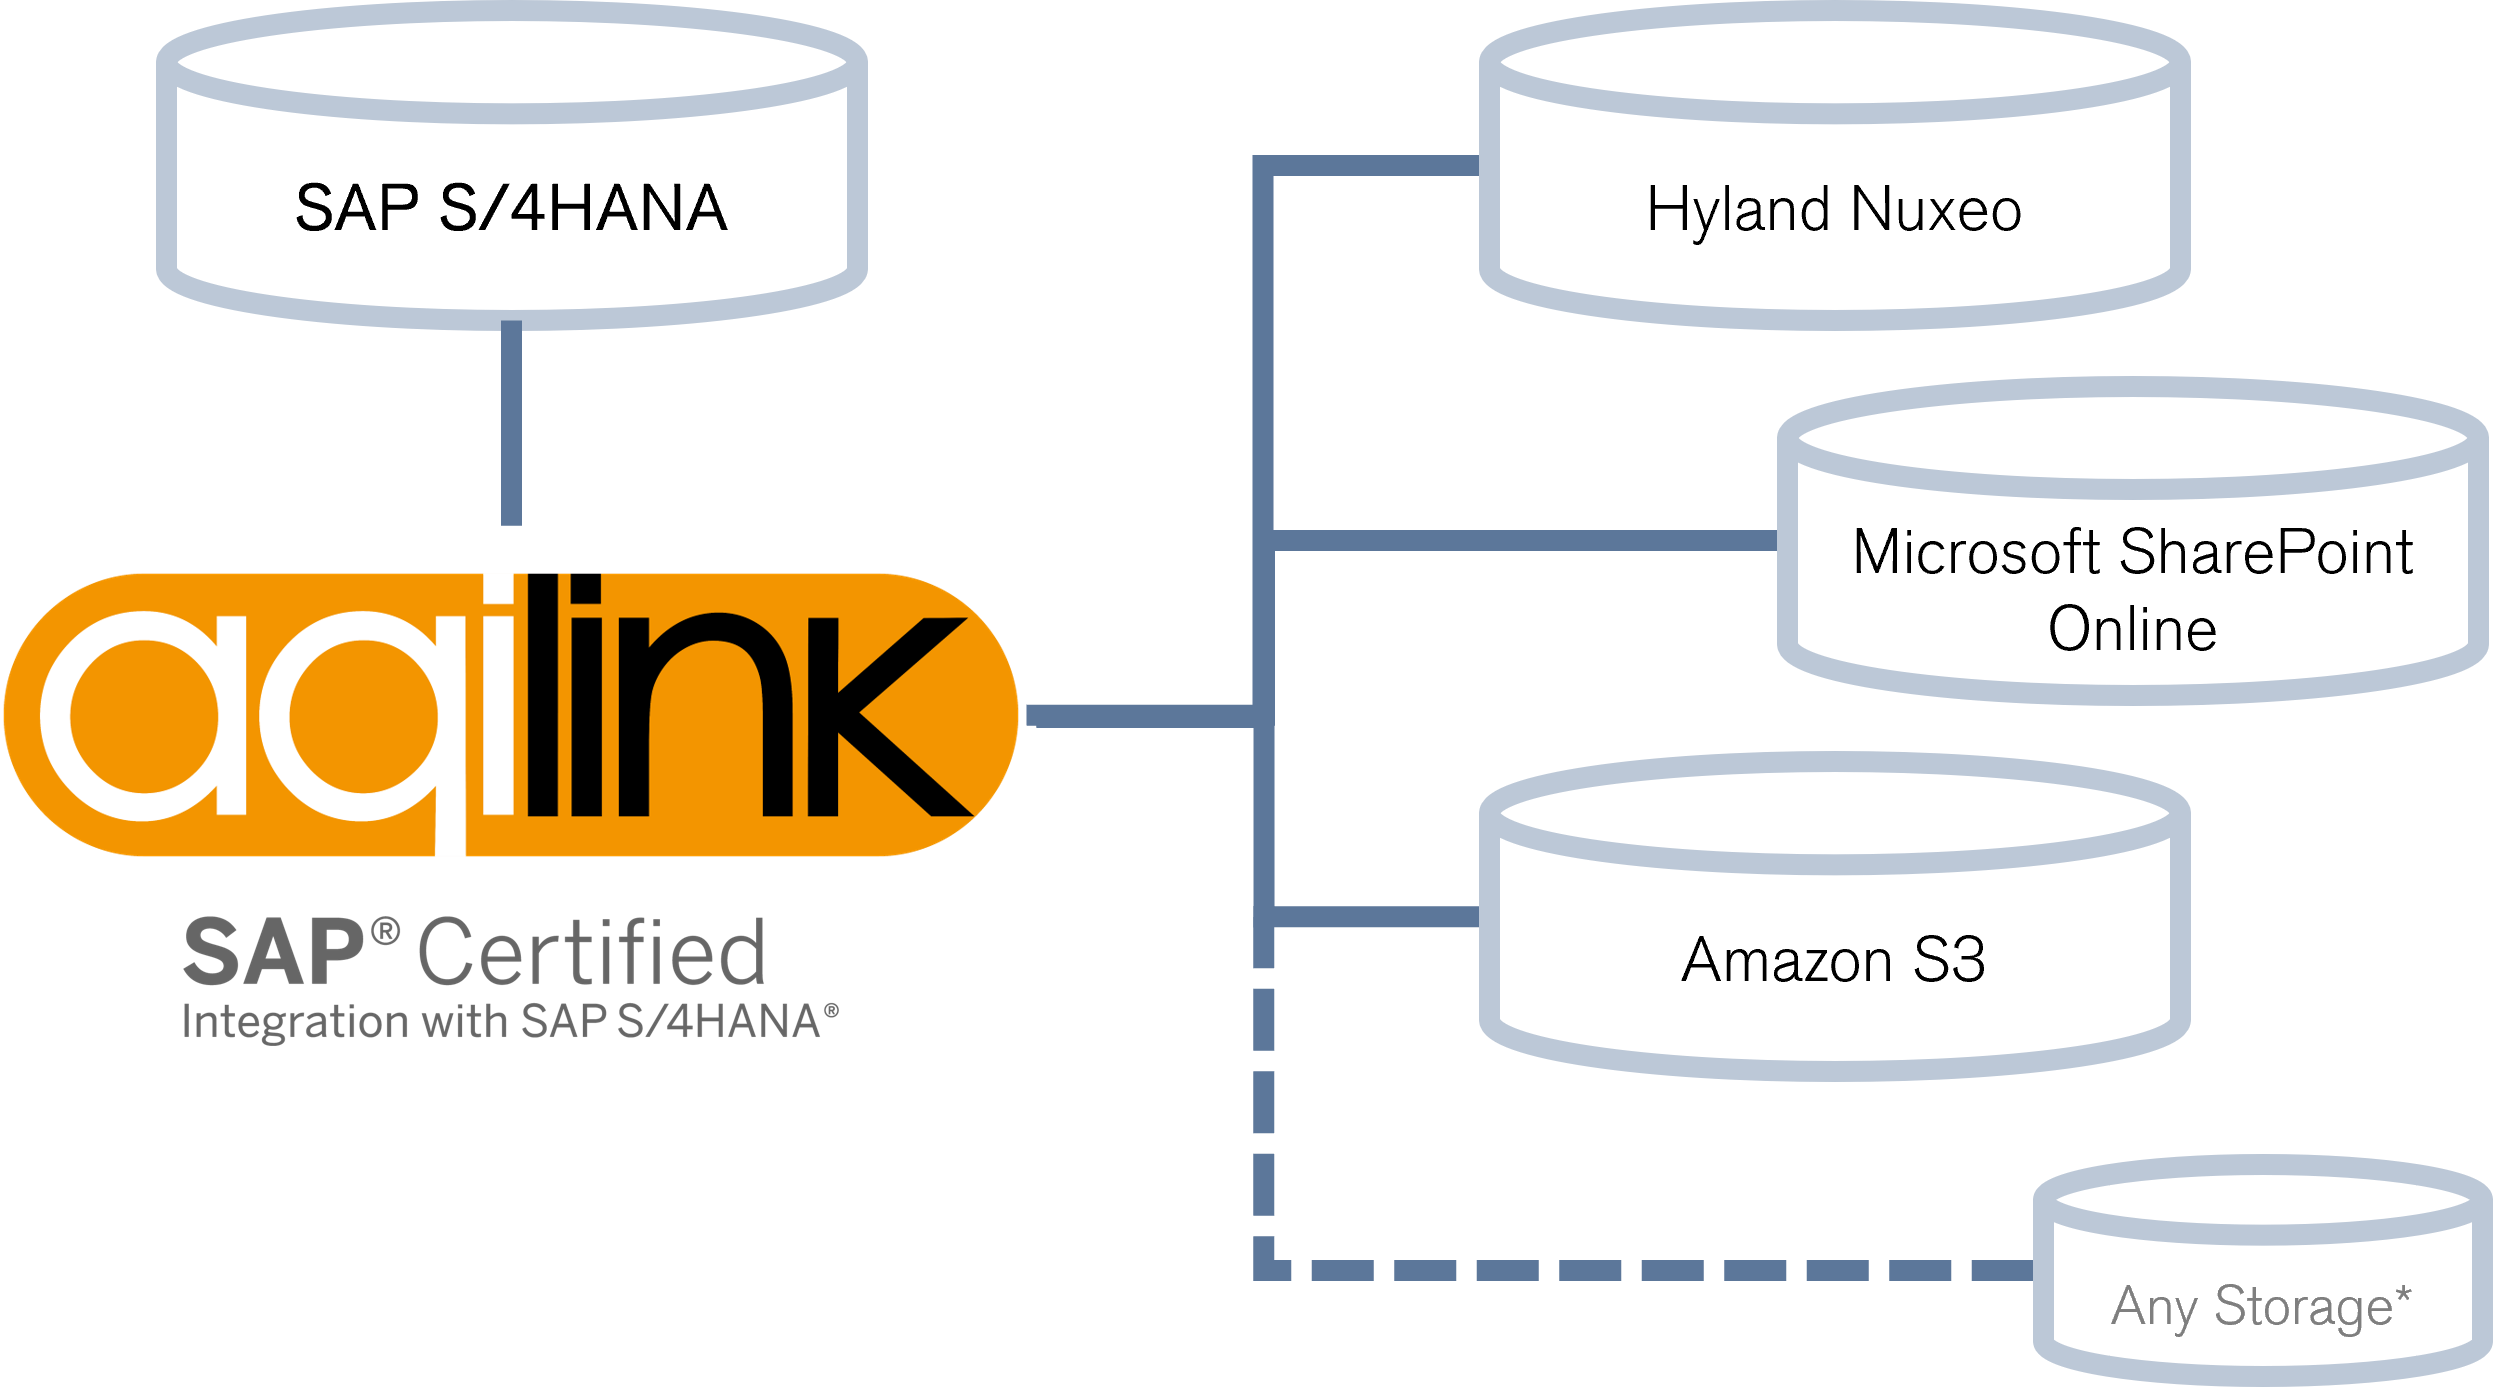 SAP S/4HANA
Hyland Nuxeo
Microsoft SharePoint
Online
aqilink
SAP® Certified
Integration with SAP S/4HANA®
Amazon S3
Any Storage*